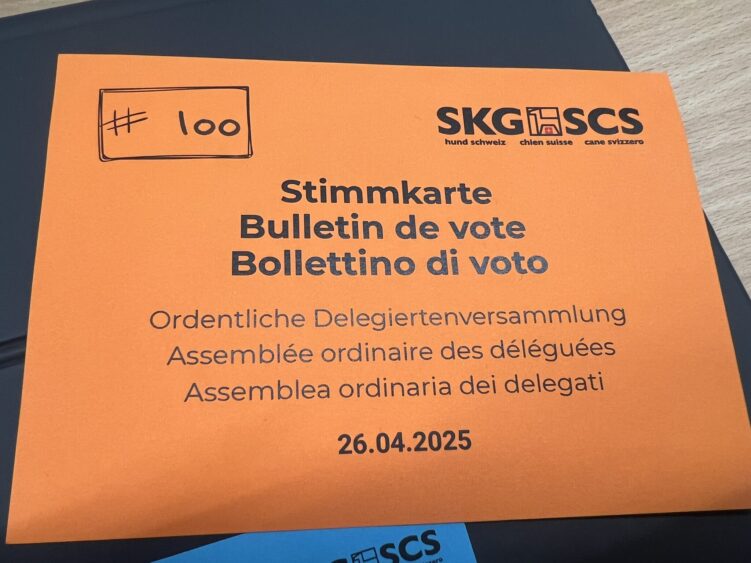 # 100
SKG SCS
hund schweiz chien suisse cane svizzero
Stimmkarte
Bulletin de vote
Bollettino di voto
Ordentliche Delegiertenversammlung
Assemblée ordinaire des déléguées
Assemblea ordinaria dei delegati
26.04.2025
SCS